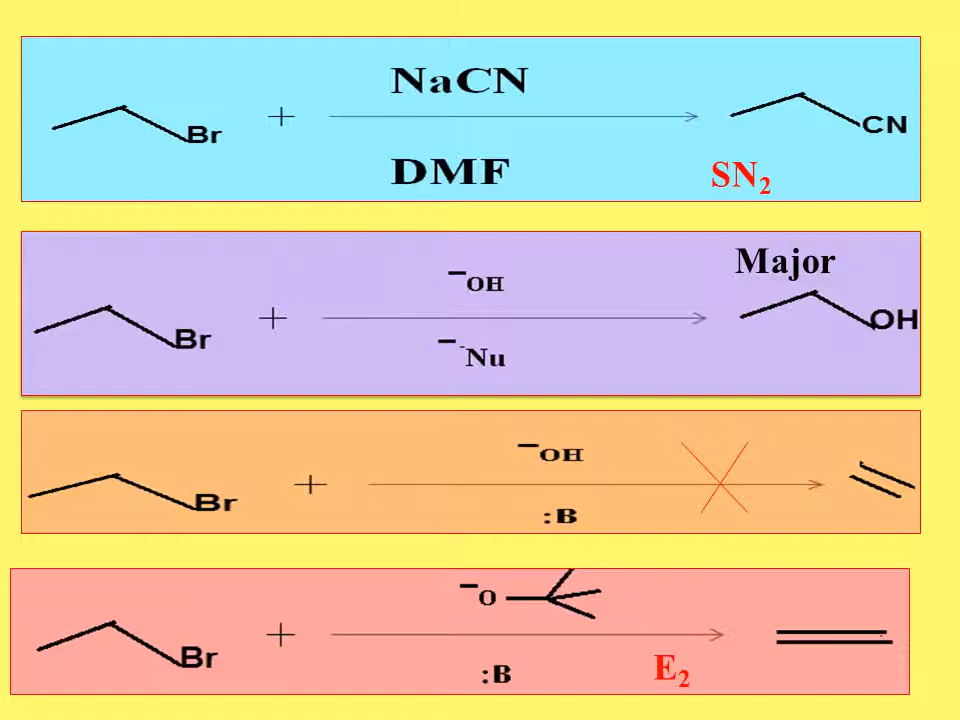 NaCN
Br + CN
DMF
SN₂
Major
⁻OH
Br + OH
⁻Nu
⁻OH
Br +
:B
⁻O
Br +
:B
E₂